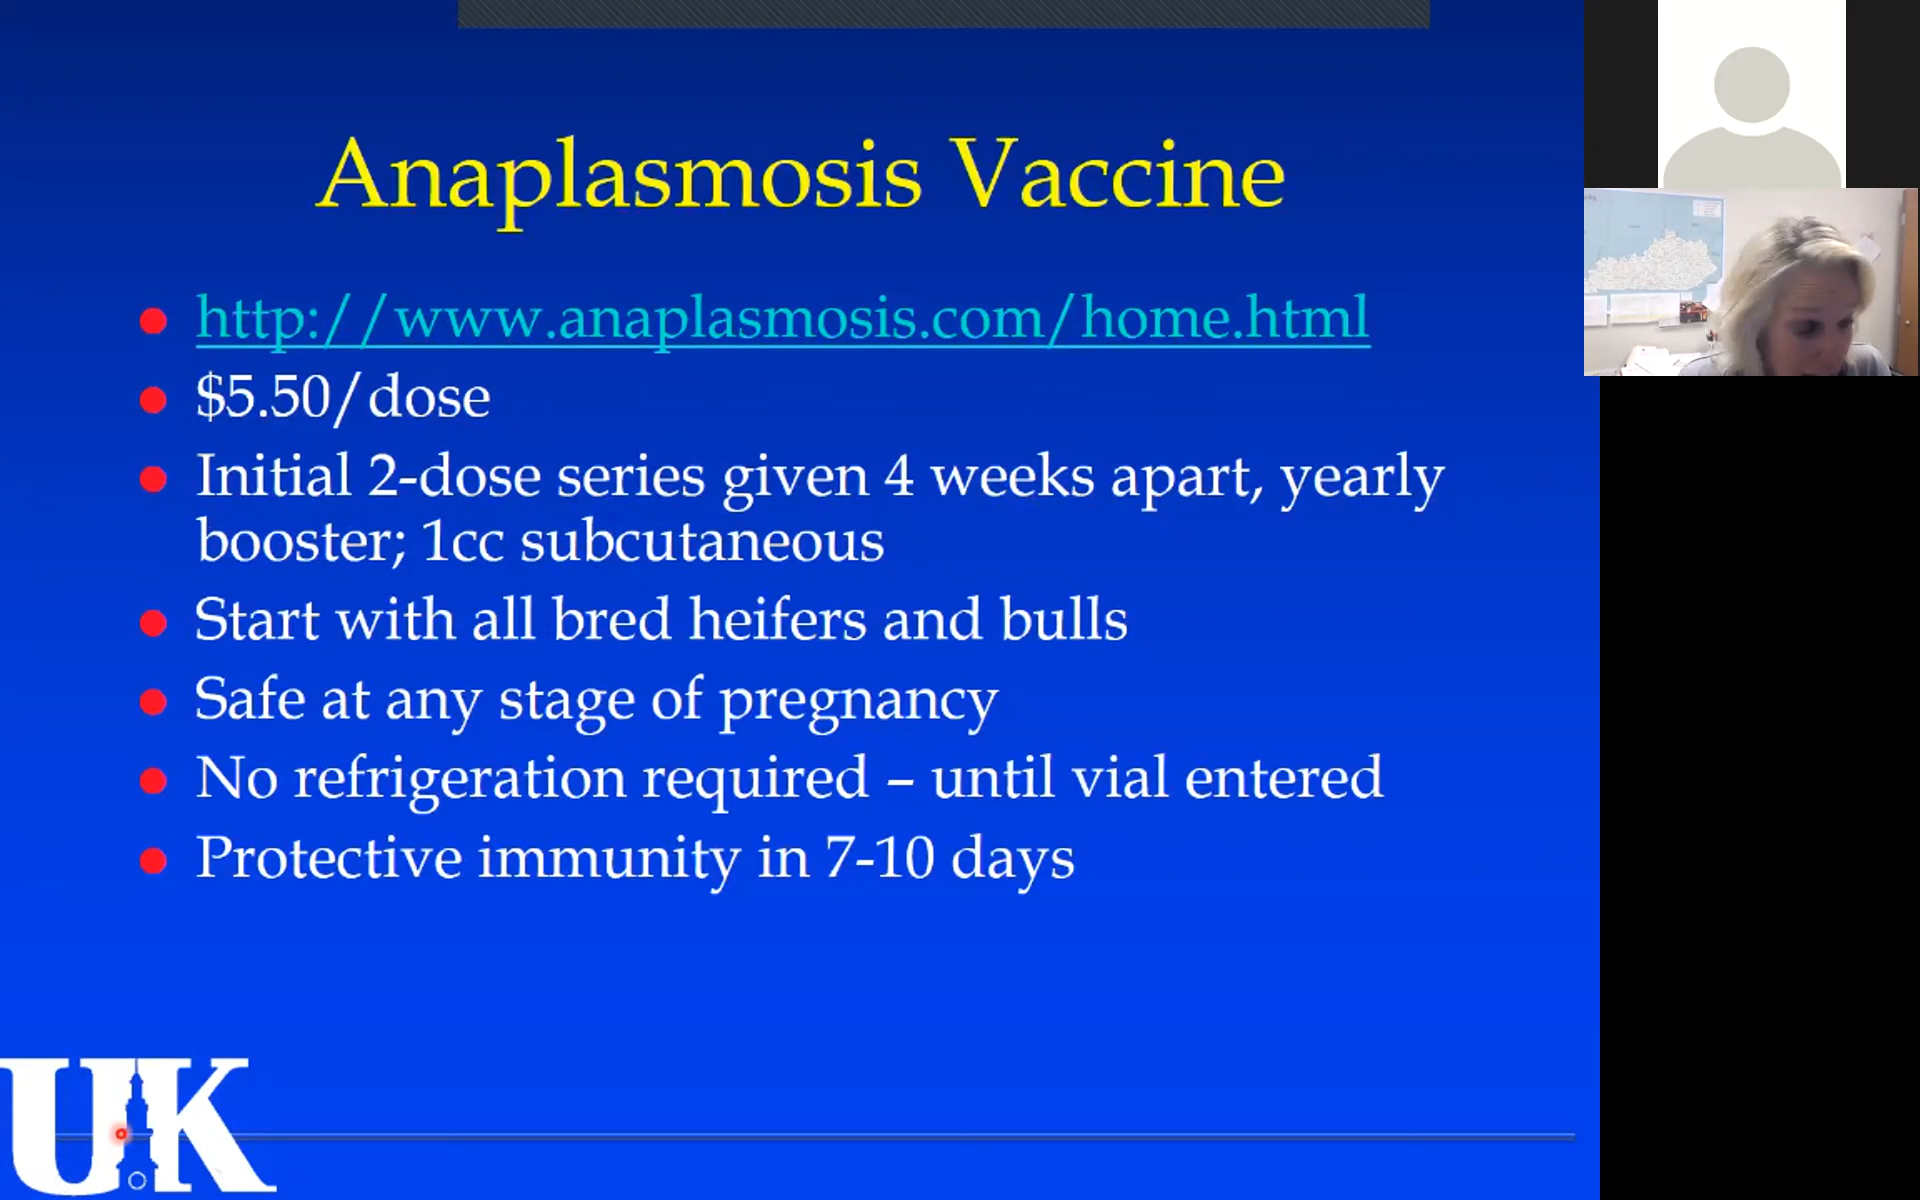 Anaplasmosis Vaccine
http://www.anaplasmosis.com/home.html
$5.50/dose
Initial 2-dose series given 4 weeks apart, yearly
booster; 1cc subcutaneous
Start with all bred heifers and bulls
Safe at any stage of pregnancy
No refrigeration required – until vial entered
Protective immunity in 7-10 days
UK